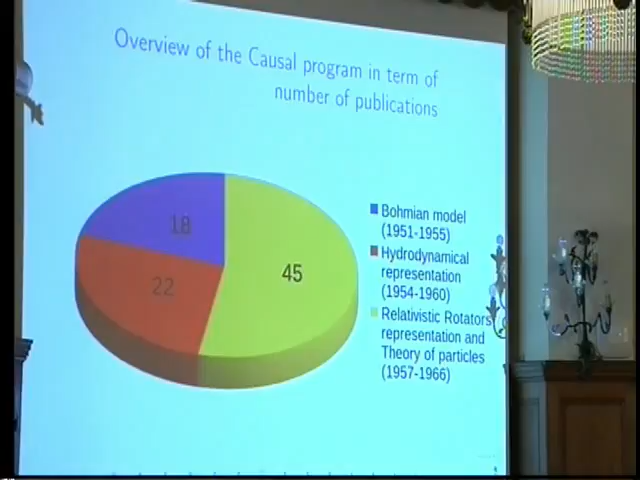 Overview of the Causal program in term of
number of publications
18
45
22
Bohmian model
(1951-1955)
Hydrodynamical
representation
(1954-1960)
Relativistic Rotators
representation and
Theory of particles
(1957-1966)